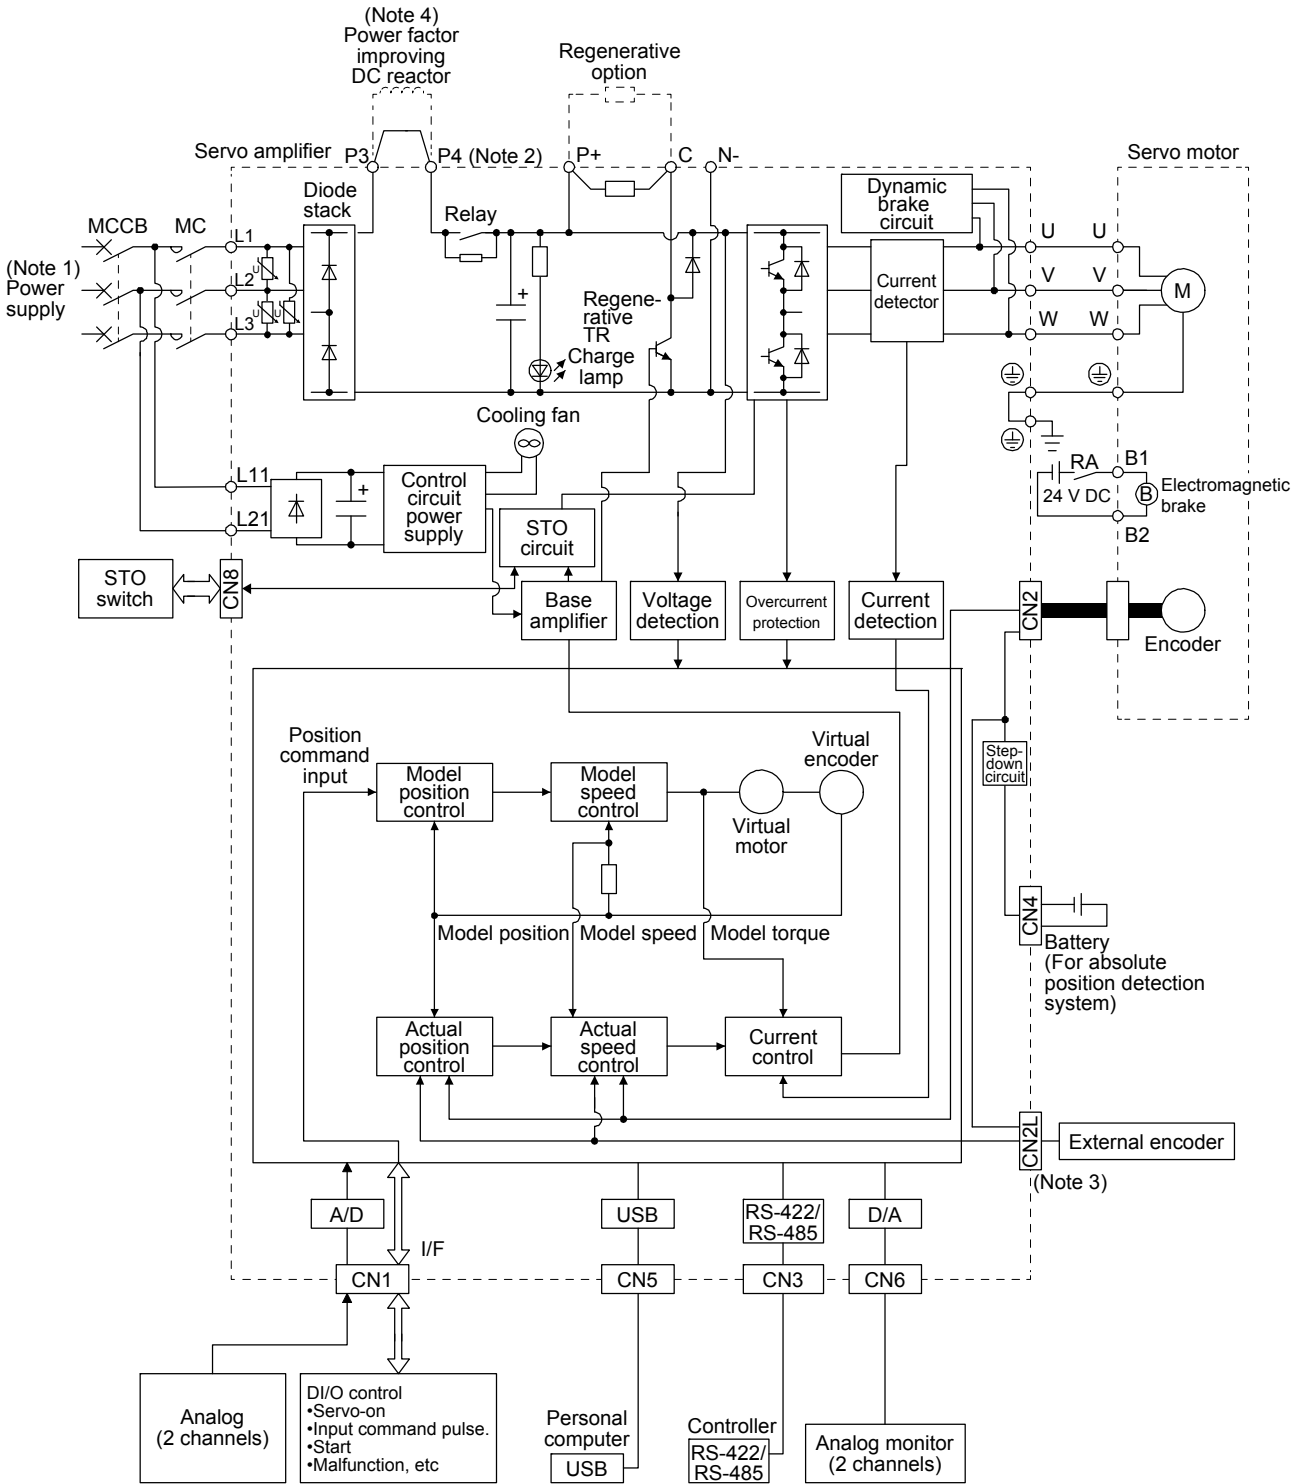 (Note 4)
Power factor
improving
DC reactor
Regenerative
option
Servo amplifier
P3
P4 (Note 2)
P+
C
N-
Servo motor
Diode
stack
Dynamic
brake
circuit
MCCB
MC
L1
Relay
U
U
(Note 1)
Power
supply
U
L2
+
Regene-
rative
TR
Current
detector
V
V
M
U
U
L3
W
W
Charge
lamp
Cooling fan
L11
+
Control
circuit
power
supply
RA
B1
24 V DC
B
Electromagnetic
brake
L21
STO
circuit
B2
STO
switch
CN8
Base
amplifier
Voltage
detection
Overcurrent
protection
Current
detection
CN2
Encoder
Position
command
input
Virtual
encoder
Model
position
control
Model
speed
control
Step-
down
circuit
Virtual
motor
CN4
Model position
Model speed
Model torque
Battery
(For absolute
position detection
system)
Actual
position
control
Actual
speed
control
Current
control
CN2L
External encoder
(Note 3)
A/D
USB
RS-422/
RS-485
D/A
I/F
CN1
CN5
CN3
CN6
Analog
(2 channels)
DI/O control
•Servo-on
•Input command pulse.
•Start
•Malfunction, etc
Personal
computer
USB
Controller
RS-422/
RS-485
Analog monitor
(2 channels)